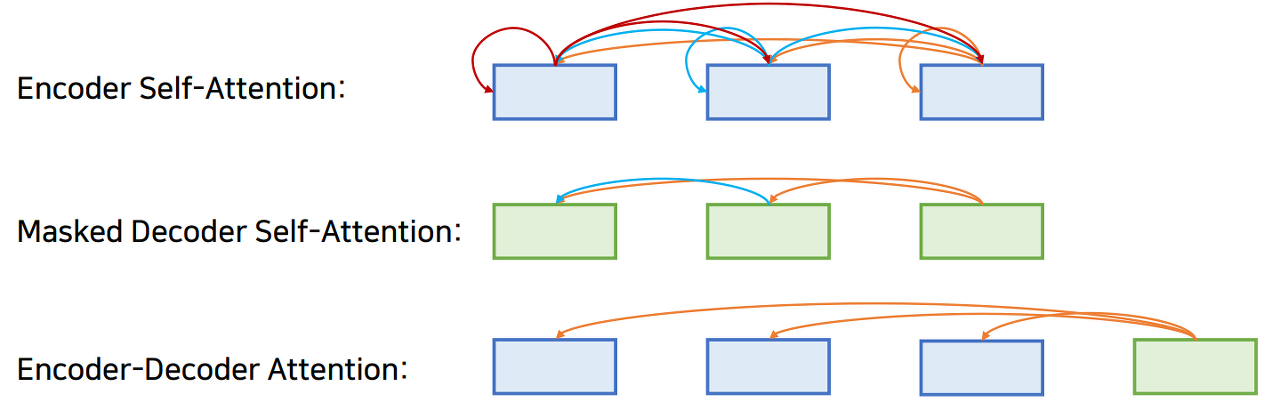 Encoder Self-Attention:
Masked Decoder Self-Attention:
Encoder-Decoder Attention: